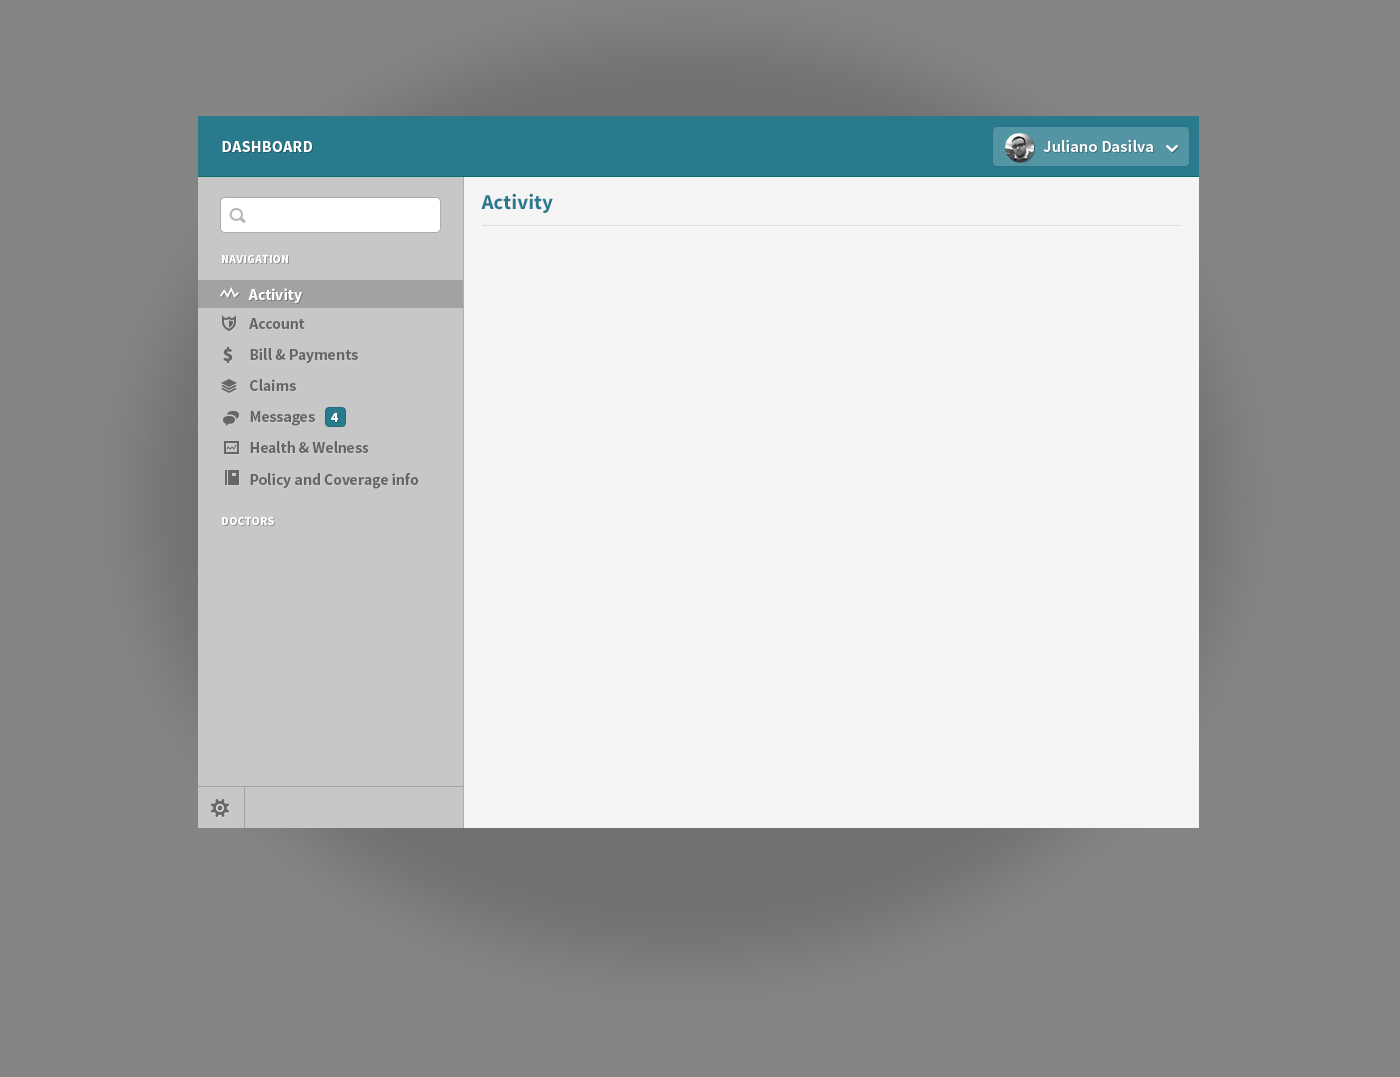 DASHBOARD
Juliano Dasilva
Activity
NAVIGATION
Activity
Account
Bill & Payments
Claims
Messages 4
Health & Welness
Policy and Coverage info
DOCTORS